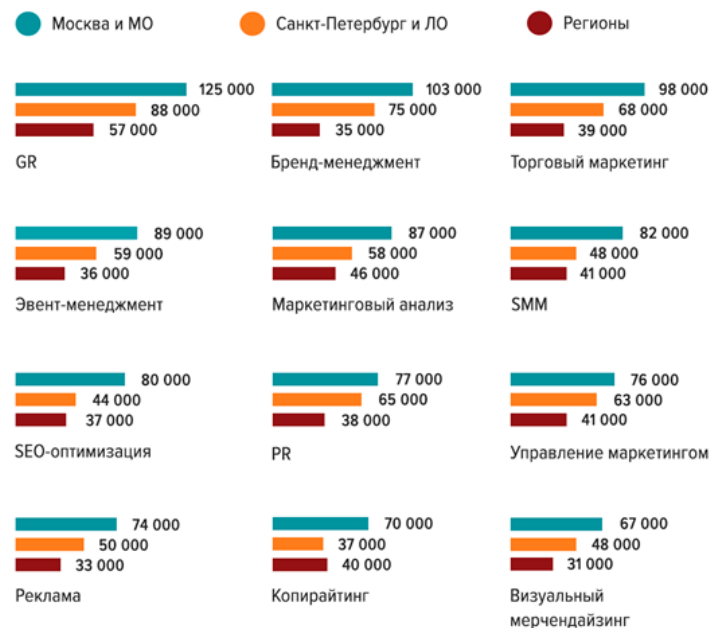 Москва и МО
Санкт-Петербург и ЛО
Регионы
125 000
88 000
57 000
GR
103 000
75 000
35 000
Бренд-менеджмент
98 000
68 000
39 000
Торговый маркетинг
89 000
59 000
36 000
Эвент-менеджмент
87 000
58 000
46 000
Маркетинговый анализ
82 000
48 000
41 000
SMM
80 000
44 000
37 000
SEO-оптимизация
77 000
65 000
38 000
PR
76 000
63 000
41 000
Управление маркетингом
74 000
50 000
33 000
Реклама
70 000
37 000
40 000
Копирайтинг
67 000
48 000
31 000
Визуальный
мерчендайзинг